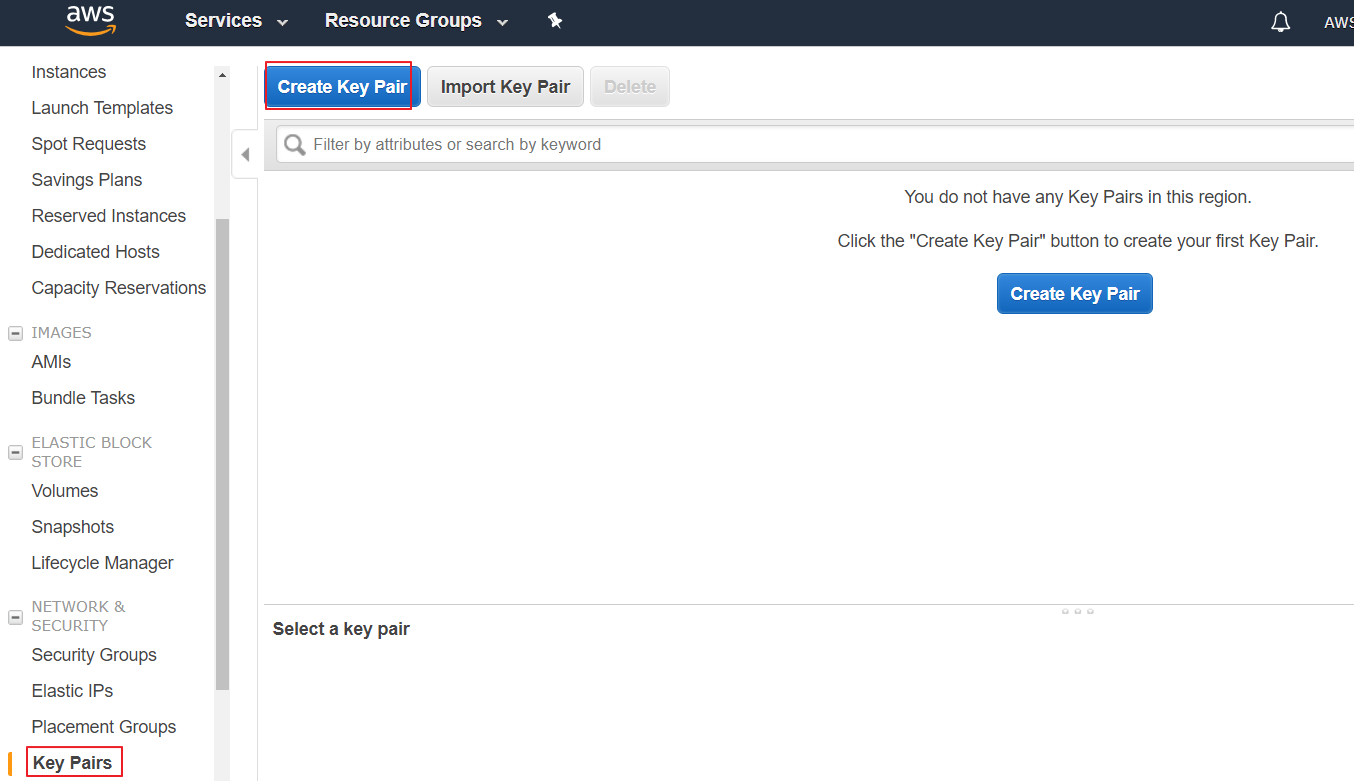 aws
Services
Resource Groups
AWS
Instances
Launch Templates
Spot Requests
Savings Plans
Reserved Instances
Dedicated Hosts
Capacity Reservations
IMAGES
AMIs
Bundle Tasks
ELASTIC BLOCK
STORE
Volumes
Snapshots
Lifecycle Manager
NETWORK &
SECURITY
Security Groups
Elastic IPs
Placement Groups
Key Pairs
Create Key Pair
Import Key Pair
Delete
Filter by attributes or search by keyword
You do not have any Key Pairs in this region.
Click the "Create Key Pair" button to create your first Key Pair.
Create Key Pair
Select a key pair